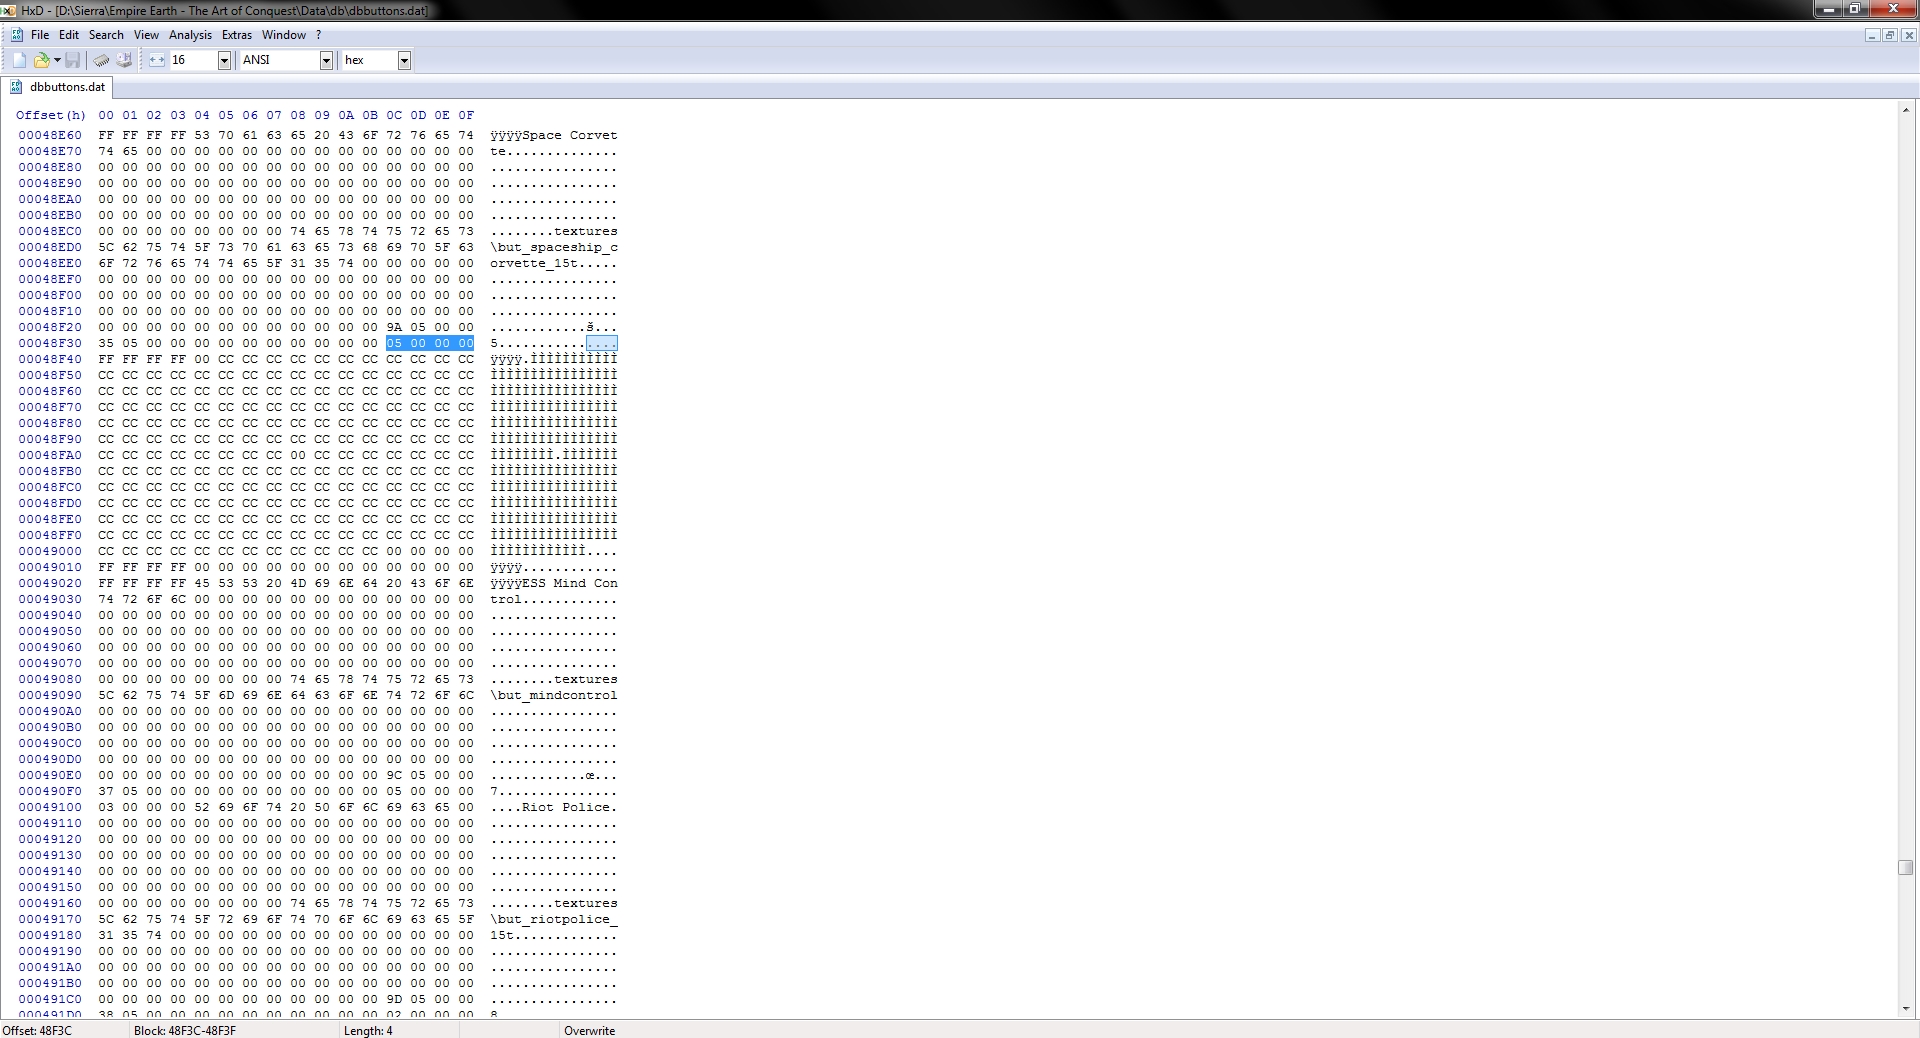 HxD - [D:\Sierra\Empire Earth - The Art of Conquest\Data\db\dbbuttons.dat]
File Edit Search View Analysis Extras Window ?
16 ANSI hex
dbbuttons.dat
Offset(h) 00 01 02 03 04 05 06 07 08 09 0A 0B 0C 0D 0E 0F
00048E60 FF FF FF FF 53 70 61 63 65 20 43 6F 72 76 65 74 ÿÿÿÿSpace Corvet
00048E70 74 65 00 00 00 00 00 00 00 00 00 00 00 00 00 00 te..............
00048E80 00 00 00 00 00 00 00 00 00 00 00 00 00 00 00 00 ................
00048E90 00 00 00 00 00 00 00 00 00 00 00 00 00 00 00 00 ................
00048EA0 00 00 00 00 00 00 00 00 00 00 00 00 00 00 00 00 ................
00048EB0 00 00 00 00 00 00 00 00 00 00 00 00 00 00 00 00 ................
00048EC0 00 00 00 00 00 00 00 00 74 65 78 74 75 72 65 73 ........textures
00048ED0 5C 62 75 74 5F 73 70 61 63 65 73 68 69 70 5F 63 \but_spaceship_c
00048EE0 6F 72 76 65 74 74 65 5F 31 35 74 00 00 00 00 00 orvette_15t.....
00048EF0 00 00 00 00 00 00 00 00 00 00 00 00 00 00 00 00 ................
00048F00 00 00 00 00 00 00 00 00 00 00 00 00 00 00 00 00 ................
00048F10 00 00 00 00 00 00 00 00 00 00 00 00 00 00 00 00 ................
00048F20 00 00 00 00 00 00 00 00 00 00 00 00 9A 05 00 00 ............š...
00048F30 35 05 00 00 00 00 00 00 00 00 00 00 05 00 00 00 5...............
00048F40 FF FF FF FF 00 CC CC CC CC CC CC CC CC CC CC CC ÿÿÿÿ.ÌÌÌÌÌÌÌÌÌÌÌ
00048F50 CC CC CC CC CC CC CC CC CC CC CC CC CC CC CC CC ÌÌÌÌÌÌÌÌÌÌÌÌÌÌÌÌ
00048F60 CC CC CC CC CC CC CC CC CC CC CC CC CC CC CC CC ÌÌÌÌÌÌÌÌÌÌÌÌÌÌÌÌ
00048F70 CC CC CC CC CC CC CC CC CC CC CC CC CC CC CC CC ÌÌÌÌÌÌÌÌÌÌÌÌÌÌÌÌ
00048F80 CC CC CC CC CC CC CC CC CC CC CC CC CC CC CC CC ÌÌÌÌÌÌÌÌÌÌÌÌÌÌÌÌ
00048F90 CC CC CC CC CC CC CC CC CC CC CC CC CC CC CC CC ÌÌÌÌÌÌÌÌÌÌÌÌÌÌÌÌ
00048FA0 CC CC CC CC CC CC CC CC 00 CC CC CC CC CC CC CC ÌÌÌÌÌÌÌÌ.ÌÌÌÌÌÌÌ
00048FB0 CC CC CC CC CC CC CC CC CC CC CC CC CC CC CC CC ÌÌÌÌÌÌÌÌÌÌÌÌÌÌÌÌ
00048FC0 CC CC CC CC CC CC CC CC CC CC CC CC CC CC CC CC ÌÌÌÌÌÌÌÌÌÌÌÌÌÌÌÌ
00048FD0 CC CC CC CC CC CC CC CC CC CC CC CC CC CC CC CC ÌÌÌÌÌÌÌÌÌÌÌÌÌÌÌÌ
00048FE0 CC CC CC CC CC CC CC CC CC CC CC CC CC CC CC CC ÌÌÌÌÌÌÌÌÌÌÌÌÌÌÌÌ
00048FF0 CC CC CC CC CC CC CC CC CC CC CC CC CC CC CC CC ÌÌÌÌÌÌÌÌÌÌÌÌÌÌÌÌ
00049000 CC CC CC CC CC CC CC CC CC CC CC CC 00 00 00 00 ÌÌÌÌÌÌÌÌÌÌÌÌ....
00049010 FF FF FF FF 00 00 00 00 00 00 00 00 00 00 00 00 ÿÿÿÿ............
00049020 FF FF FF FF 45 53 53 20 4D 69 6E 64 20 43 6F 6E ÿÿÿÿESS Mind Con
00049030 74 72 6F 6C 00 00 00 00 00 00 00 00 00 00 00 00 trol............
00049040 00 00 00 00 00 00 00 00 00 00 00 00 00 00 00 00 ................
00049050 00 00 00 00 00 00 00 00 00 00 00 00 00 00 00 00 ................
00049060 00 00 00 00 00 00 00 00 00 00 00 00 00 00 00 00 ................
00049070 00 00 00 00 00 00 00 00 00 00 00 00 00 00 00 00 ................
00049080 00 00 00 00 00 00 00 00 74 65 78 74 75 72 65 73 ........textures
00049090 5C 62 75 74 5F 6D 69 6E 64 63 6F 6E 74 72 6F 6C \but_mindcontrol
000490A0 00 00 00 00 00 00 00 00 00 00 00 00 00 00 00 00 ................
000490B0 00 00 00 00 00 00 00 00 00 00 00 00 00 00 00 00 ................
000490C0 00 00 00 00 00 00 00 00 00 00 00 00 00 00 00 00 ................
000490D0 00 00 00 00 00 00 00 00 00 00 00 00 00 00 00 00 ................
000490E0 00 00 00 00 00 00 00 00 00 00 00 00 9C 05 00 00 ............œ...
000490F0 37 05 00 00 00 00 00 00 00 00 00 00 05 00 00 00 7...............
00049100 03 00 00 00 52 69 6F 74 20 50 6F 6C 69 63 65 00 ....Riot Police.
00049110 00 00 00 00 00 00 00 00 00 00 00 00 00 00 00 00 ................
00049120 00 00 00 00 00 00 00 00 00 00 00 00 00 00 00 00 ................
00049130 00 00 00 00 00 00 00 00 00 00 00 00 00 00 00 00 ................
00049140 00 00 00 00 00 00 00 00 00 00 00 00 00 00 00 00 ................
00049150 00 00 00 00 00 00 00 00 00 00 00 00 00 00 00 00 ................
00049160 00 00 00 00 00 00 00 00 74 65 78 74 75 72 65 73 ........textures
00049170 5C 62 75 74 5F 72 69 6F 74 70 6F 6C 69 63 65 5F \but_riotpolice_
00049180 31 35 74 00 00 00 00 00 00 00 00 00 00 00 00 00 15t.............
00049190 00 00 00 00 00 00 00 00 00 00 00 00 00 00 00 00 ................
000491A0 00 00 00 00 00 00 00 00 00 00 00 00 00 00 00 00 ................
000491B0 00 00 00 00 00 00 00 00 00 00 00 00 00 00 00 00 ................
000491C0 00 00 00 00 00 00 00 00 00 00 00 00 9D 05 00 00 ................
000491D0 38 05 00 00 00 00 00 00 00 00 00 00 02 00 00 00 8
Offset: 48F3C Block: 48F3C-48F3F Length: 4 Overwrite